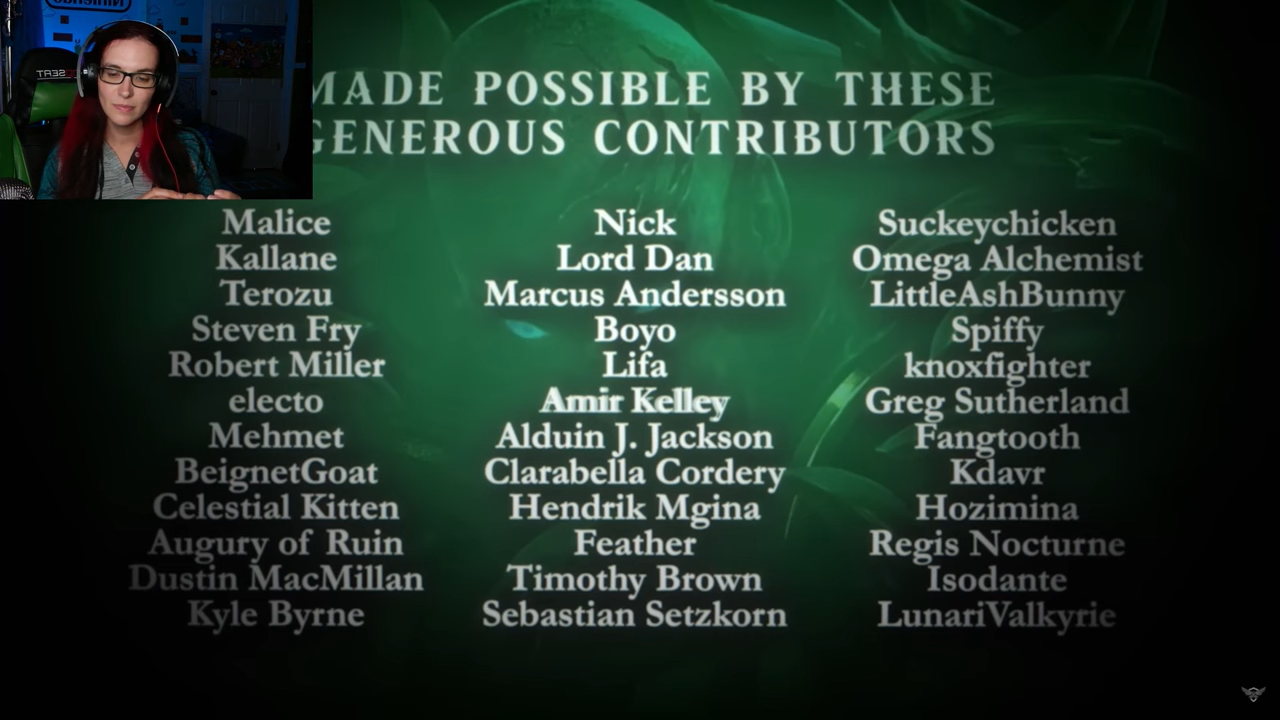 MADE POSSIBLE BY THESE
GENEROUS CONTRIBUTORS
Malice
Kallane
Terozu
Steven Fry
Robert Miller
electo
Mehmet
BeignetGoat
Celestial Kitten
Augury of Ruin
Dustin MacMillan
Kyle Byrne
Nick
Lord Dan
Marcus Andersson
Boyo
Lifa
Amir Kelley
Alduin J. Jackson
Clarabella Cordery
Hendrik Mgina
Feather
Timothy Brown
Sebastian Setzkorn
Suckeychicken
Omega Alchemist
LittleAshBunny
Spiffy
knoxfighter
Greg Sutherland
Fangtooth
Kdavr
Hozimina
Regis Nocturne
Isodante
LunariValkyrie